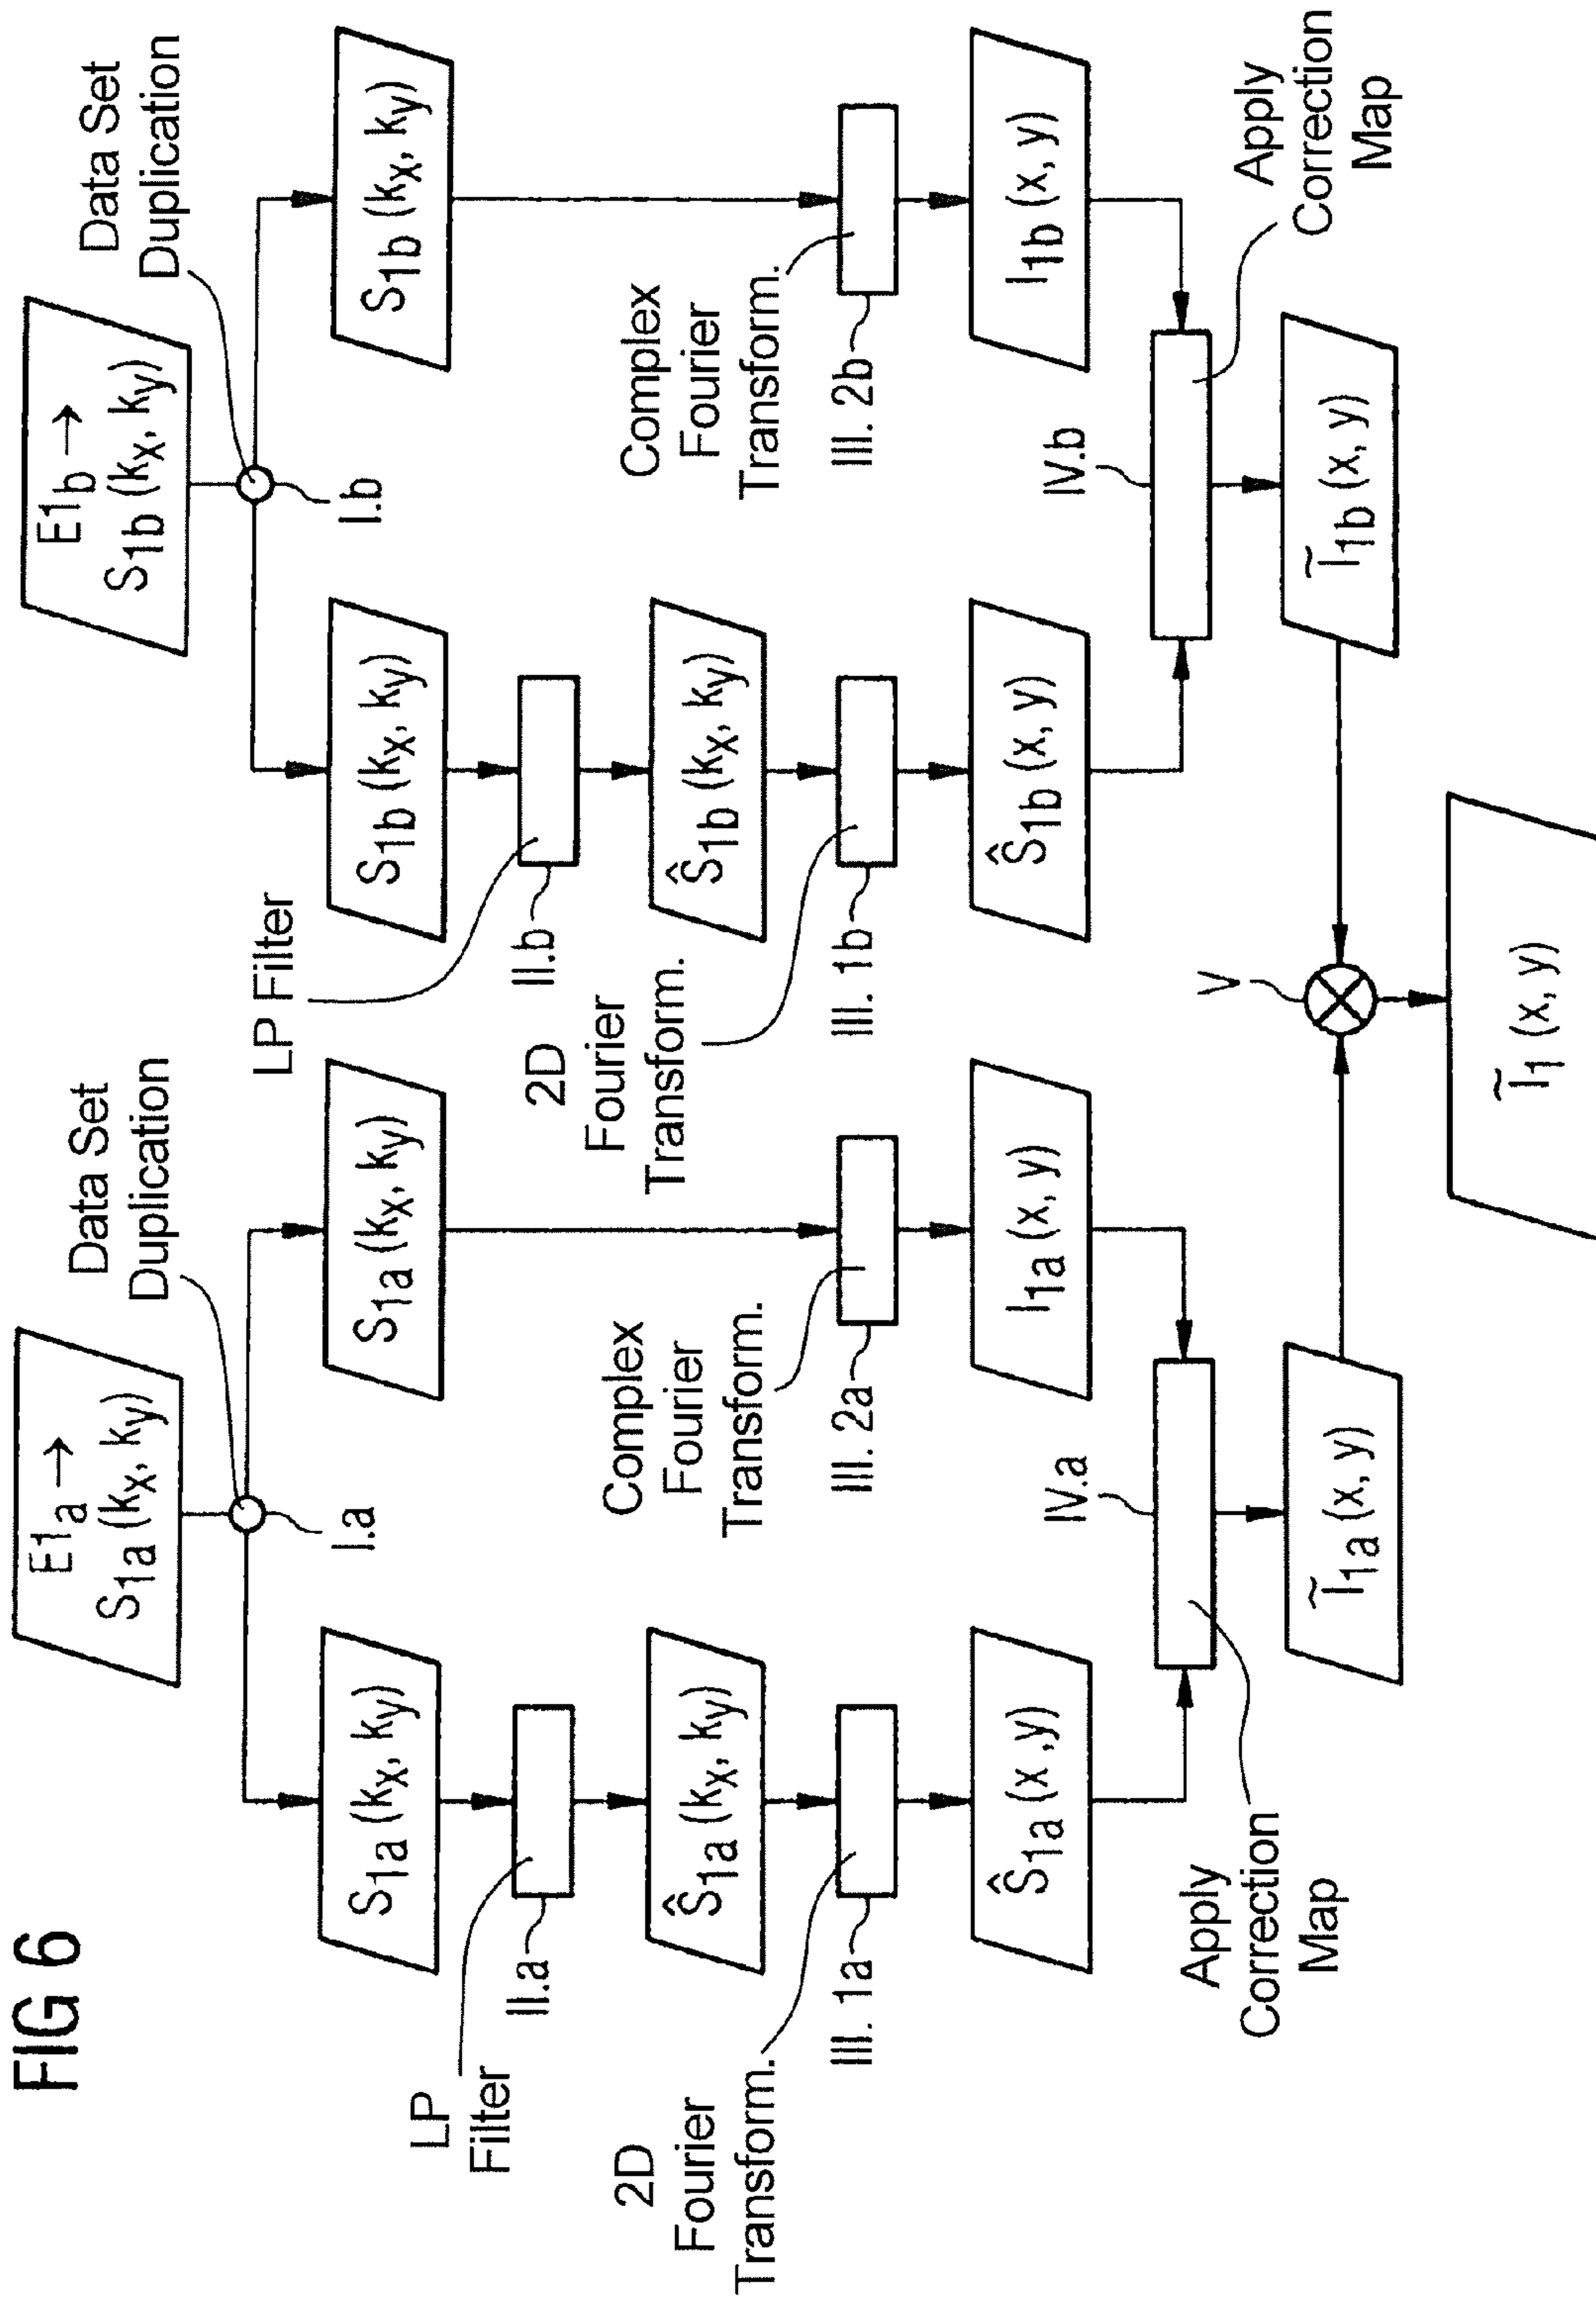 FIG 6
E1a →
S1a (kx, ky)
Data Set
Duplication
I.a
S1a (kx, ky)
S1a (kx, ky)
LP
Filter
II.a
Ŝ1a (kx, ky)
2D
Fourier
Transform.
III. 1a
Complex
Fourier
Transform.
III. 2a
Ŝ1a (x ,y)
I1a (x, y)
IV.a
Apply
Correction
Map
Ĩ1a (x, y)
E1b →
S1b (kx, ky)
Data Set
Duplication
I.b
S1b (kx, ky)
S1b (kx, ky)
LP Filter
II.b
Ŝ1b (kx, ky)
2D
Fourier
Transform.
III. 1b
Complex
Fourier
Transform.
III. 2b
Ŝ1b (x, y)
I1b (x, y)
IV.b
Apply
Correction
Map
Ĩ1b (x, y)
V
Ĩ1 (x, y)